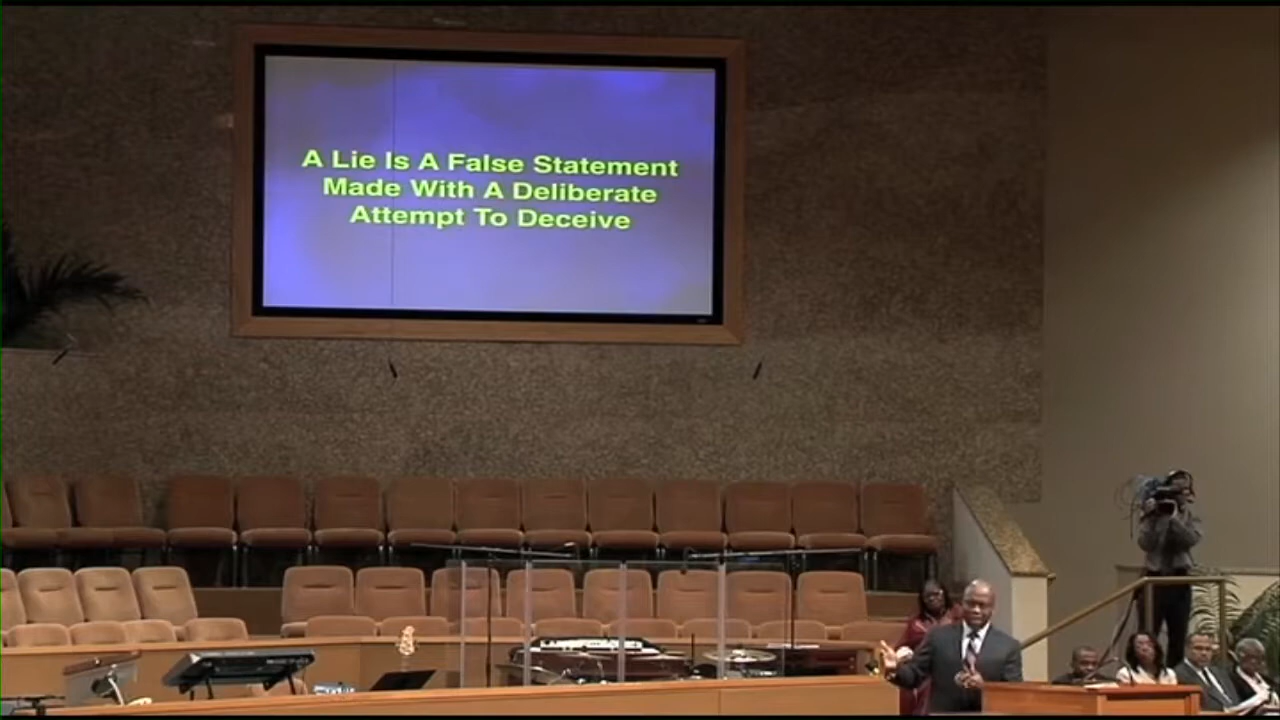 A Lie Is A False Statement
Made With A Deliberate
Attempt To Deceive